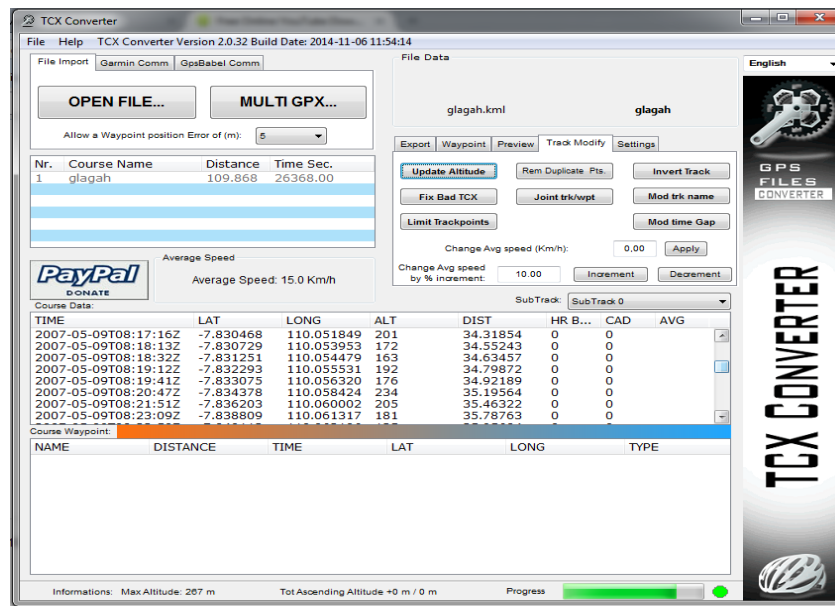 TCX Converter
File Help TCX Converter Version 2.0.32 Build Date: 2014-11-06 11:54:14
File Import Garmin Comm GpsBabel Comm
OPEN FILE... MULTI GPX...
Allow a Waypoint position Error of (m): 5
Nr. Course Name Distance Time Sec.
1 glagah 109.868 26368.00
PayPal
DONATE
Average Speed
Average Speed: 15.0 Km/h
File Data
glagah.kml glagah
Export Waypoint Preview Track Modify Settings
Update Altitude Rem Duplicate Pts. Invert Track
Fix Bad TCX Joint trk/wpt Mod trk name
Limit Trackpoints Mod time Gap
Change Avg speed (Km/h): 0,00 Apply
Change Avg speed
by % increment: 10.00 Increment Decrement
SubTrack: SubTrack 0
Course Data:
TIME LAT LONG ALT DIST HR B... CAD AVG
2007-05-09T08:17:16Z -7.830468 110.051849 201 34.31854 0 0
2007-05-09T08:18:13Z -7.830729 110.053953 172 34.55243 0 0
2007-05-09T08:18:32Z -7.831251 110.054479 163 34.63457 0 0
2007-05-09T08:19:12Z -7.832293 110.055531 192 34.79872 0 0
2007-05-09T08:19:41Z -7.833075 110.056320 176 34.92189 0 0
2007-05-09T08:20:47Z -7.834378 110.058424 234 35.19564 0 0
2007-05-09T08:21:51Z -7.836203 110.060002 205 35.46322 0 0
2007-05-09T08:23:09Z -7.838809 110.061317 181 35.78763 0 0
Course Waypoint:
NAME DISTANCE TIME LAT LONG TYPE
Informations: Max Altitude: 267 m Tot Ascending Altitude +0 m / 0 m Progress
English
GPS
FILES
CONVERTER
TCX CONVERTER